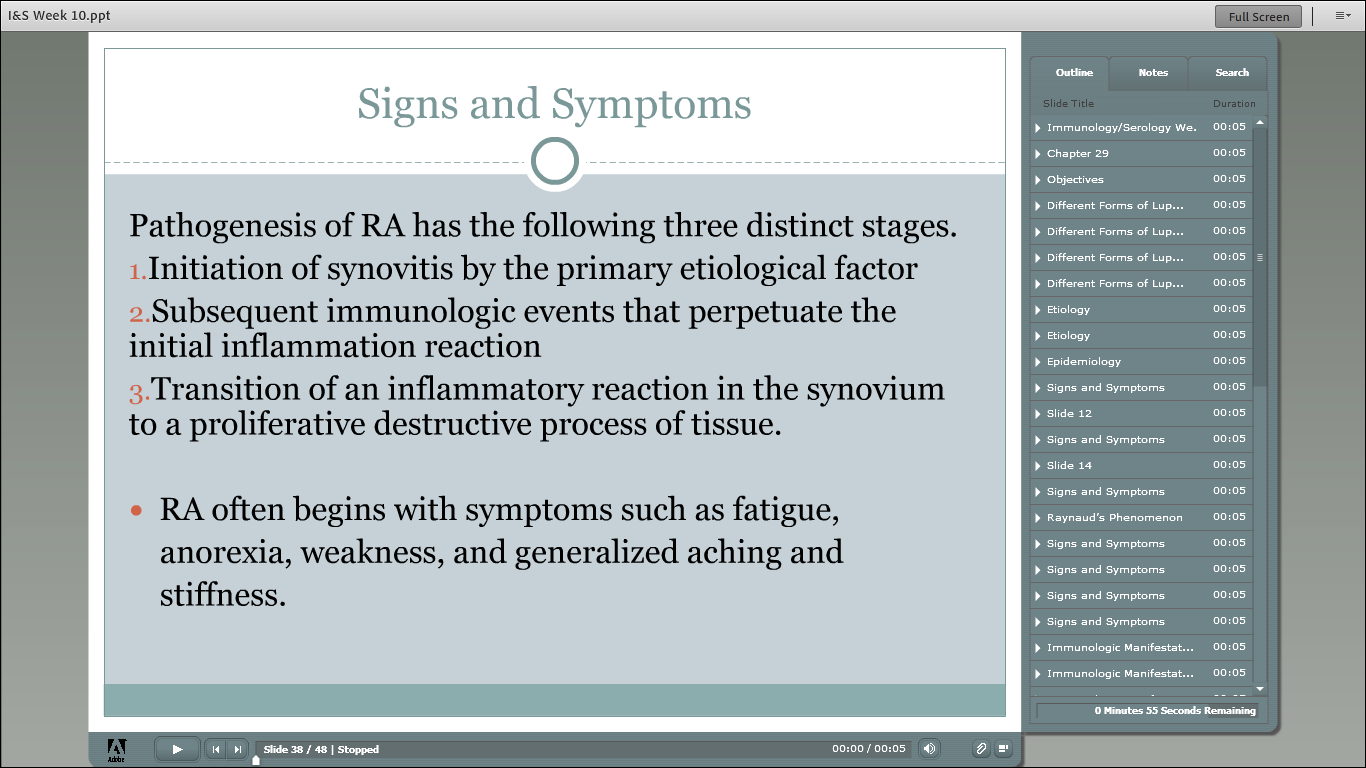 I&S Week 10.ppt
Full Screen
Signs and Symptoms
Pathogenesis of RA has the following three distinct stages.
1.Initiation of synovitis by the primary etiological factor
2.Subsequent immunologic events that perpetuate the
initial inflammation reaction
3.Transition of an inflammatory reaction in the synovium
to a proliferative destructive process of tissue.
• RA often begins with symptoms such as fatigue,
anorexia, weakness, and generalized aching and
stiffness.
Outline Notes Search
Slide Title Duration
Immunology/Serology We. 00:05
Chapter 29 00:05
Objectives 00:05
Different Forms of Lup... 00:05
Different Forms of Lup... 00:05
Different Forms of Lup... 00:05
Different Forms of Lup... 00:05
Etiology 00:05
Etiology 00:05
Epidemiology 00:05
Signs and Symptoms 00:05
Slide 12 00:05
Signs and Symptoms 00:05
Slide 14 00:05
Signs and Symptoms 00:05
Raynaud's Phenomenon 00:05
Signs and Symptoms 00:05
Signs and Symptoms 00:05
Signs and Symptoms 00:05
Signs and Symptoms 00:05
Immunologic Manifestat... 00:05
Immunologic Manifestat... 00:05
0 Minutes 55 Seconds Remaining
Adobe
Slide 38 / 48 | Stopped 00:00 / 00:05